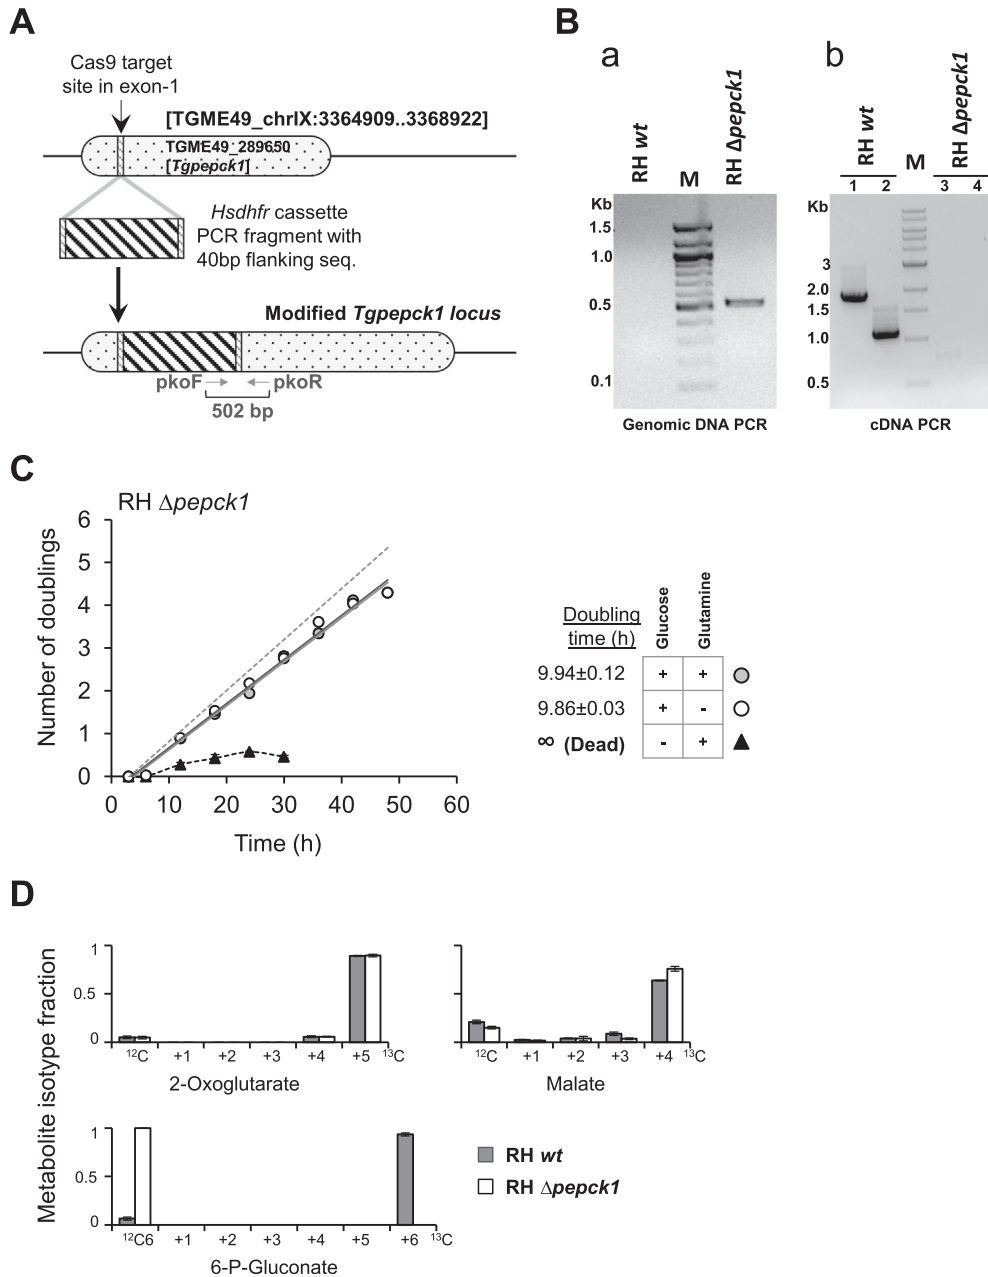 A
Cas9 target
site in exon-1
[TGME49_chrIX:3364909..3368922]
TGME49_289650
[Tgpepck1]
Hsdhfr cassette
PCR fragment with
40bp flanking seq.
Modified Tgpepck1 locus
pkoF
pkoR
502 bp
B
a
RH wt
M
RH Δpepck1
Kb
1.5
1.0
0.5
0.1
Genomic DNA PCR
b
RH wt
M
RH Δpepck1
1 2 3 4
Kb
3
2.0
1.5
1.0
0.5
cDNA PCR
C
RH Δpepck1
Number of doublings
6
5
4
3
2
1
0
0 10 20 30 40 50 60
Time (h)
Doubling
time (h)
Glucose
Glutamine
9.94±0.12 + +
9.86±0.03 + -
∞ (Dead) - +
D
Metabolite isotype fraction
1
0.5
0
12C +1 +2 +3 +4 +5 13C
2-Oxoglutarate
12C +1 +2 +3 +4 13C
Malate
1
0.5
0
12C6 +1 +2 +3 +4 +5 +6 13C
6-P-Gluconate
RH wt
RH Δpepck1